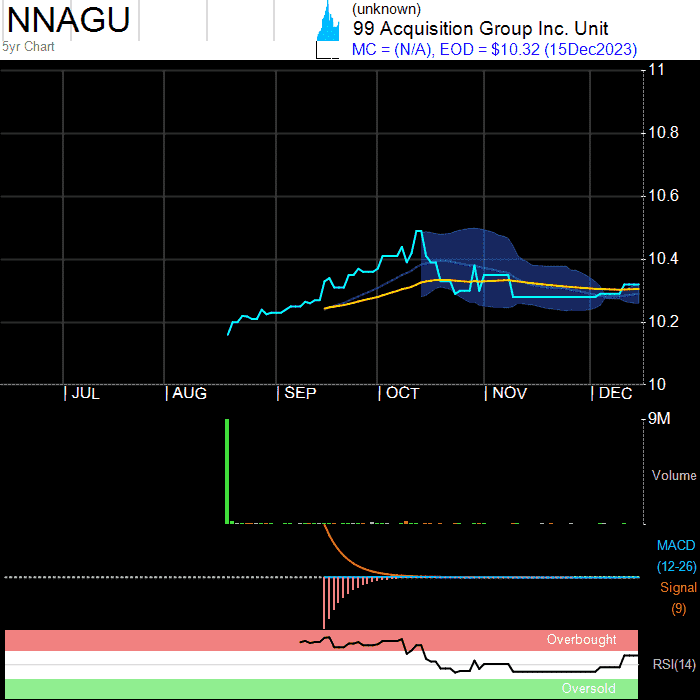 NNAGU
5yr Chart
(unknown)
99 Acquisition Group Inc. Unit
MC = (N/A), EOD = $10.32 (15Dec2023)
11
10.8
10.6
10.4
10.2
10
JUL
AUG
SEP
OCT
NOV
DEC
9M
Volume
MACD
(12-26)
Signal
(9)
Overbought
RSI(14)
Oversold